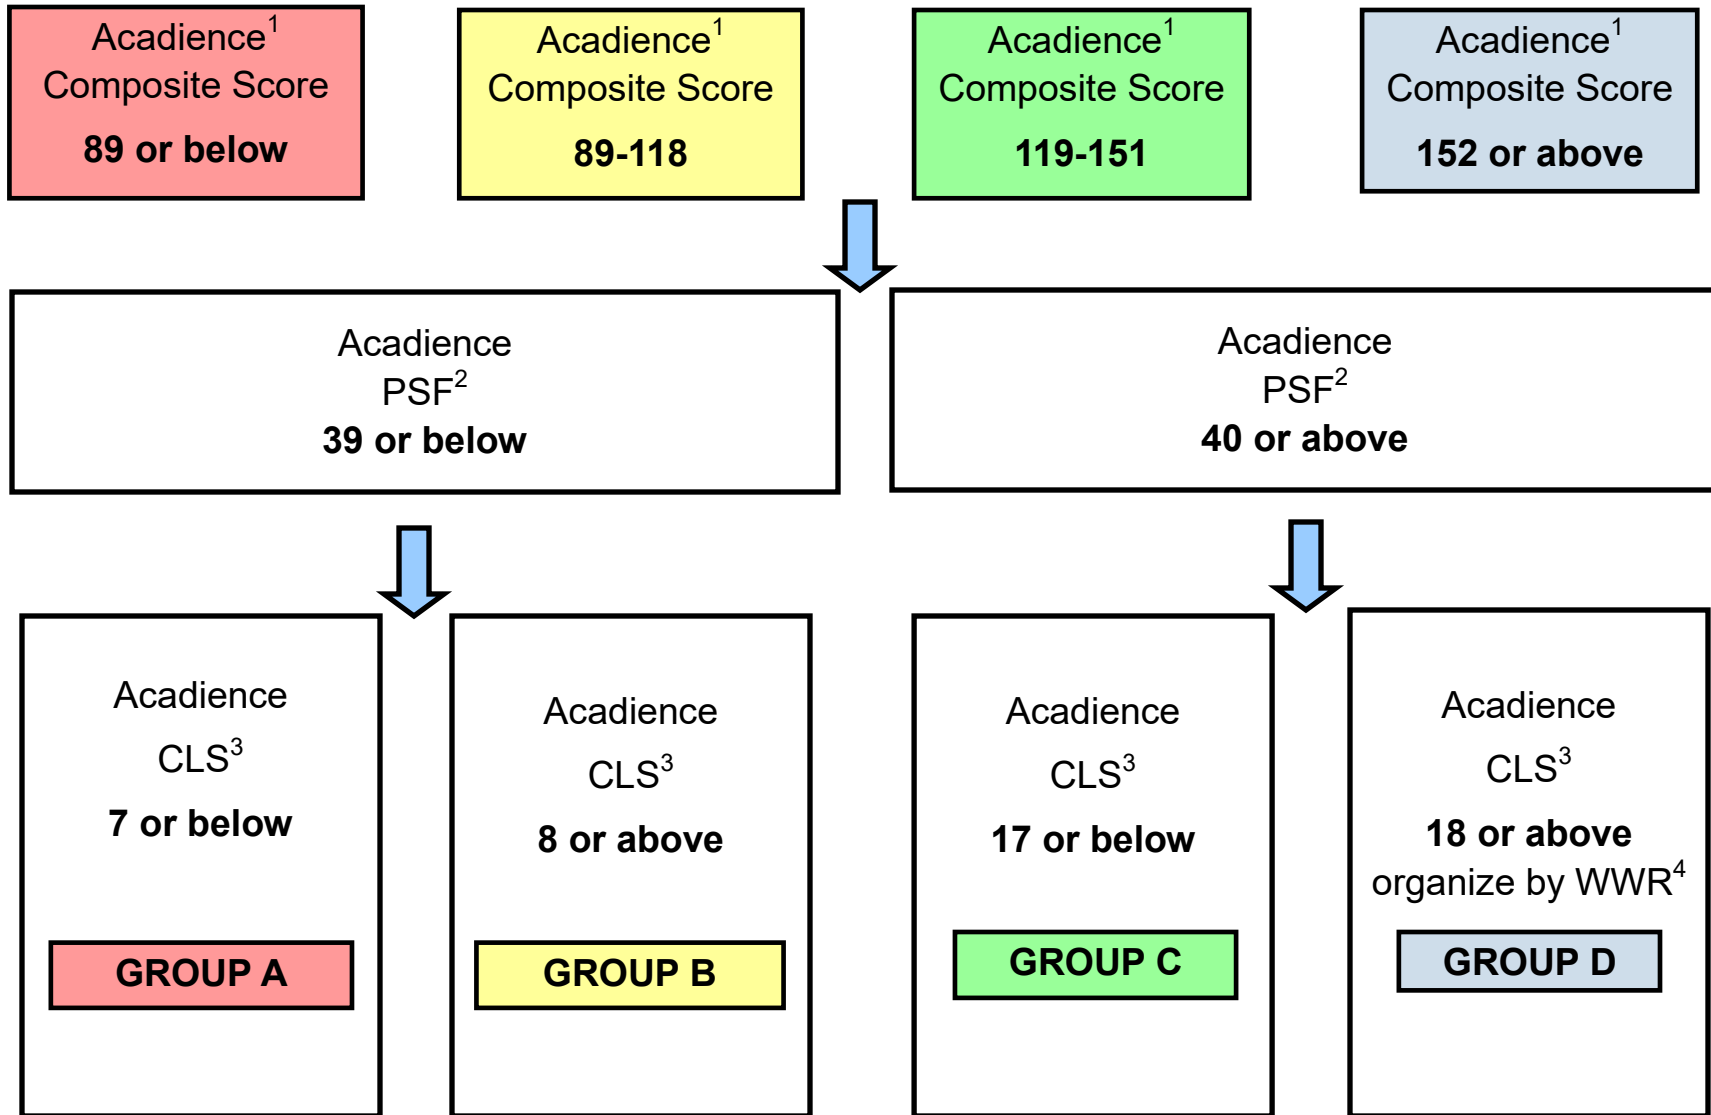 Acadience1
Composite Score
89 or below
Acadience1
Composite Score
89-118
Acadience1
Composite Score
119-151
Acadience1
Composite Score
152 or above
Acadience
PSF2
39 or below
Acadience
PSF2
40 or above
Acadience
CLS3
7 or below
GROUP A
Acadience
CLS3
8 or above
GROUP B
Acadience
CLS3
17 or below
GROUP C
Acadience
CLS3
18 or above
organize by WWR4
GROUP D